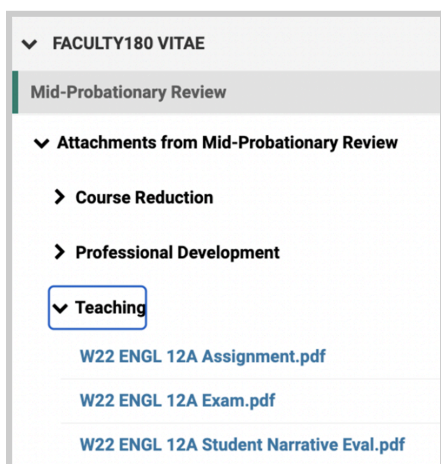 FACULTY180 VITAE
Mid-Probationary Review
Attachments from Mid-Probationary Review
Course Reduction
Professional Development
Teaching
W22 ENGL 12A Assignment.pdf
W22 ENGL 12A Exam.pdf
W22 ENGL 12A Student Narrative Eval.pdf